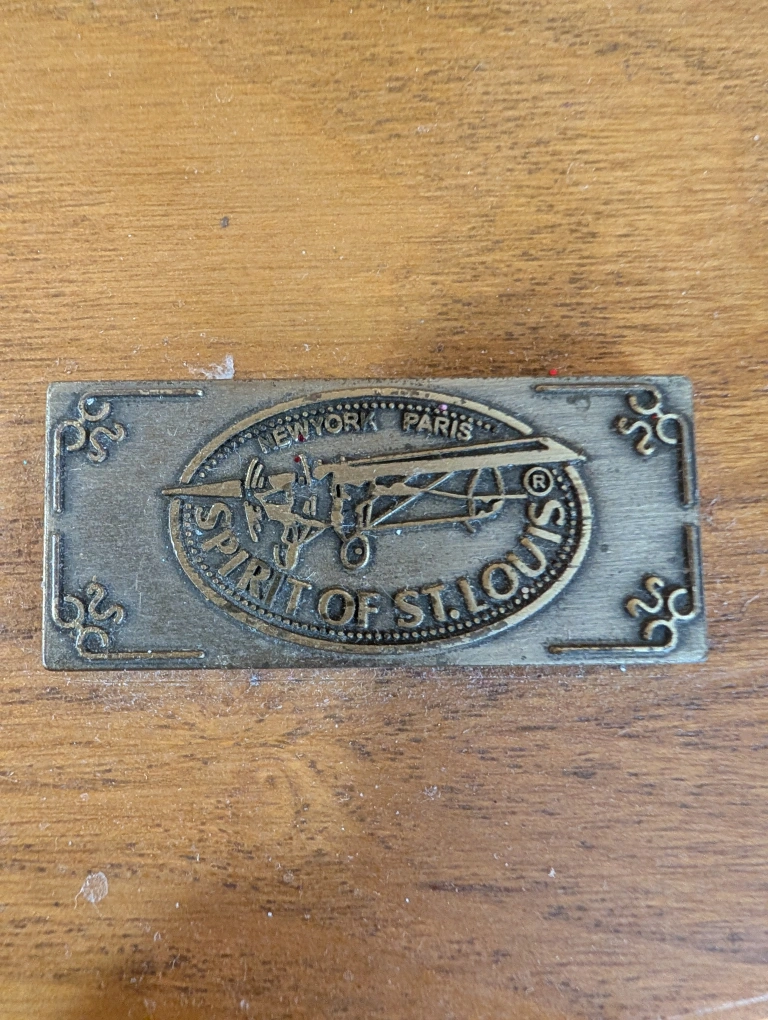 NEWYORK PARIS
®
SPIRIT OF ST. LOUIS